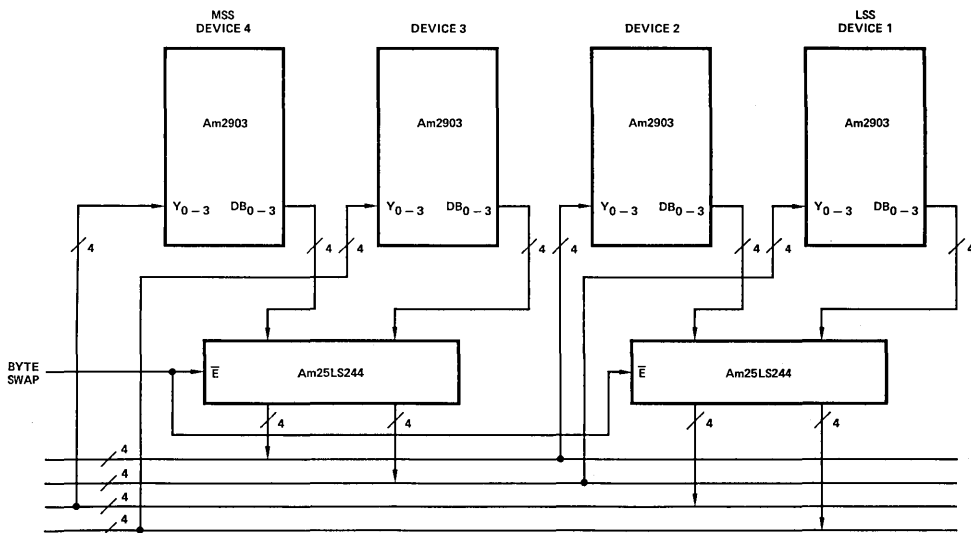 MSS
DEVICE 4
DEVICE 3
DEVICE 2
LSS
DEVICE 1
Am2903
Am2903
Am2903
Am2903
Y0 – 3 DB0 – 3
Y0 – 3 DB0 – 3
Y0 – 3 DB0 – 3
Y0 – 3 DB0 – 3
4
4
4
4
4
4
4
4
BYTE
SWAP
E̅
Am25LS244
E̅
Am25LS244
4
4
4
4
4
4
4
4